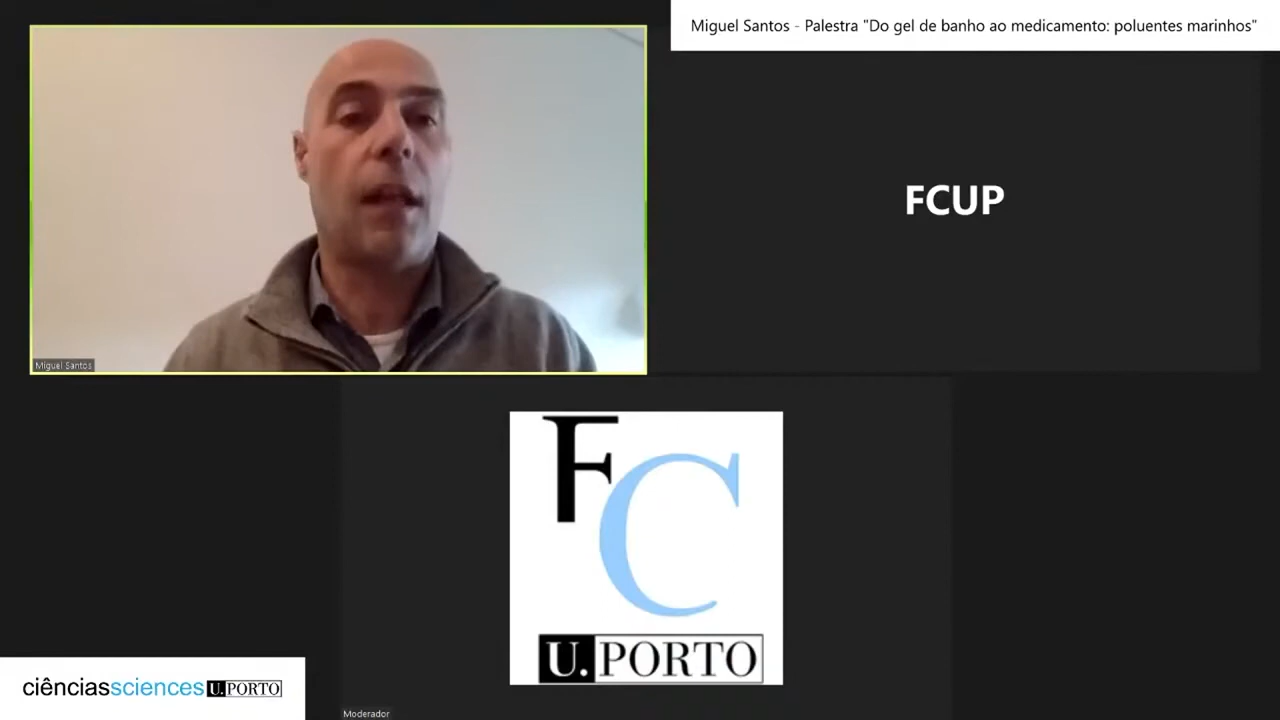 Miguel Santos - Palestra "Do gel de banho ao medicamento: poluentes marinhos"
FCUP
Miguel Santos
FC
U.PORTO
ciênciassciences U.PORTO
Moderador